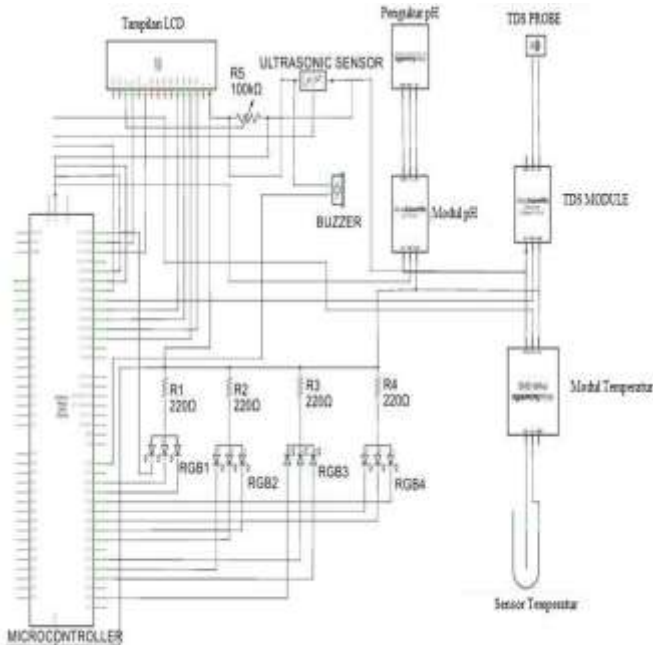 Tampilan LCD
Pengukur pH
TDS PROBE
R5
100kΩ
ULTRASONIC SENSOR
BUZZER
Modul pH
TDS MODULE
R1
220Ω
R2
220Ω
R3
220Ω
R4
220Ω
Modul Temperatur
RGB1
RGB2
RGB3
RGB4
Sensor Temperatur
MICROCONTROLLER